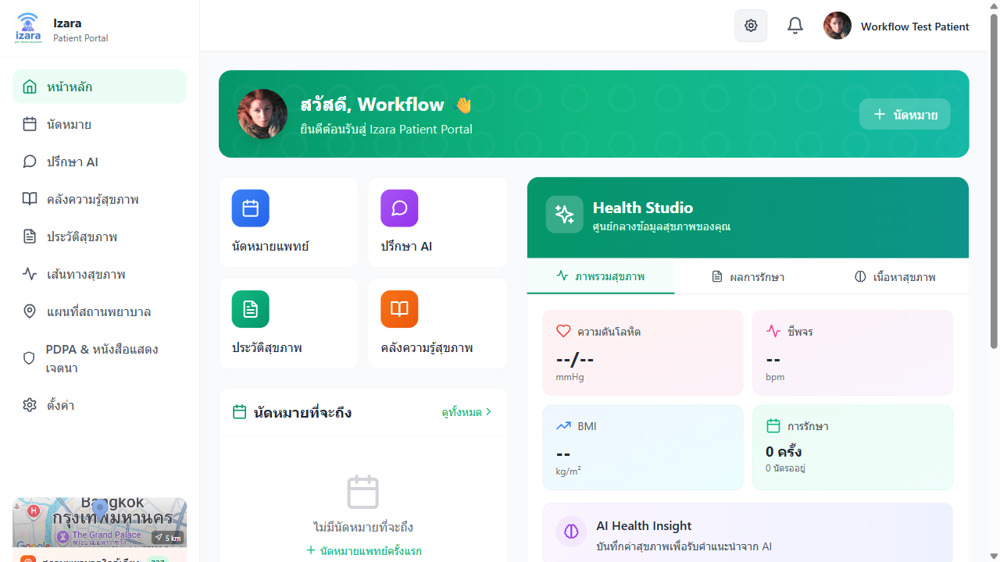 izara
Izara
Patient Portal
Workflow Test Patient
หน้าหลัก
นัดหมาย
ปรึกษา AI
คลังความรู้สุขภาพ
ประวัติสุขภาพ
เส้นทางสุขภาพ
แผนที่สถานพยาบาล
PDPA & หนังสือแสดง
เจตนา
ตั้งค่า
Bangkok
กรุงเทพมหานคร
The Grand Palace
พระบรมมหาราชวัง
Google
5 km
สวัสดี, Workflow 👋
ยินดีต้อนรับสู่ Izara Patient Portal
นัดหมาย
นัดหมายแพทย์
ปรึกษา AI
ประวัติสุขภาพ
คลังความรู้สุขภาพ
นัดหมายที่จะถึง
ดูทั้งหมด
ไม่มีนัดหมายที่จะถึง
+ นัดหมายแพทย์ครั้งแรก
Health Studio
ศูนย์กลางข้อมูลสุขภาพของคุณ
ภาพรวมสุขภาพ
ผลการรักษา
เนื้อหาสุขภาพ
ความดันโลหิต
--/--
mmHg
ชีพจร
--
bpm
BMI
--
kg/m²
การรักษา
0 ครั้ง
0 นัดรออยู่
AI Health Insight
บันทึกค่าสุขภาพเพื่อรับคำแนะนำจาก AI